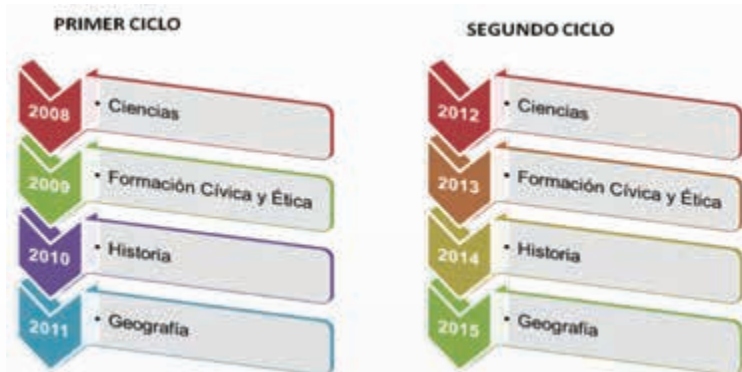 PRIMER CICLO
2008
• Ciencias
2009
• Formación Cívica y Ética
2010
• Historia
2011
• Geografía
SEGUNDO CICLO
2012
• Ciencias
2013
• Formación Cívica y Ética
2014
• Historia
2015
• Geografía